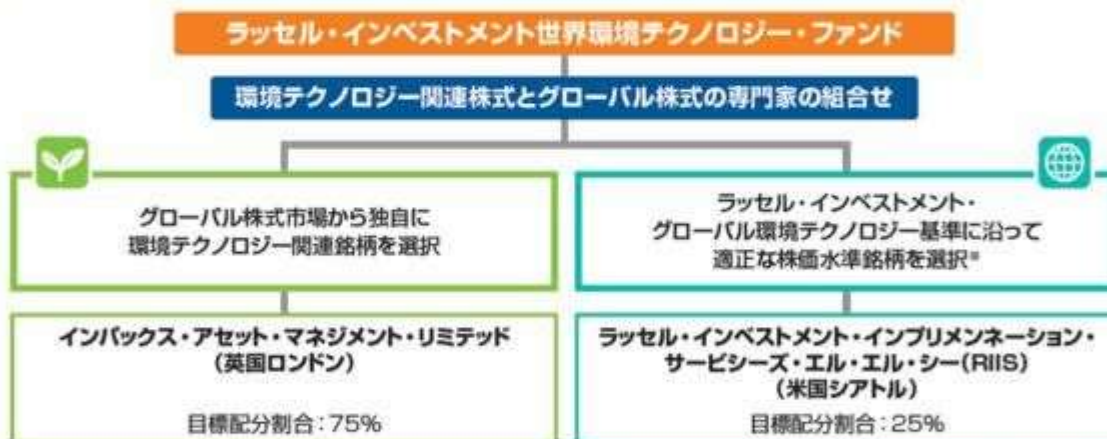 ラッセル・インベストメント世界環境テクノロジー・ファンド
環境テクノロジー関連株式とグローバル株式の専門家の組合せ
グローバル株式市場から独自に
環境テクノロジー関連銘柄を選択
インパックス・アセット・マネジメント・リミテッド
(英国ロンドン)
目標配分割合:75%
ラッセル・インベストメント・
グローバル環境テクノロジー基準に沿って
適正な株価水準銘柄を選択※
ラッセル・インベストメント・インプリメンネーション・
サービシーズ・エル・エル・シー(RIIS)
(米国シアトル)
目標配分割合:25%